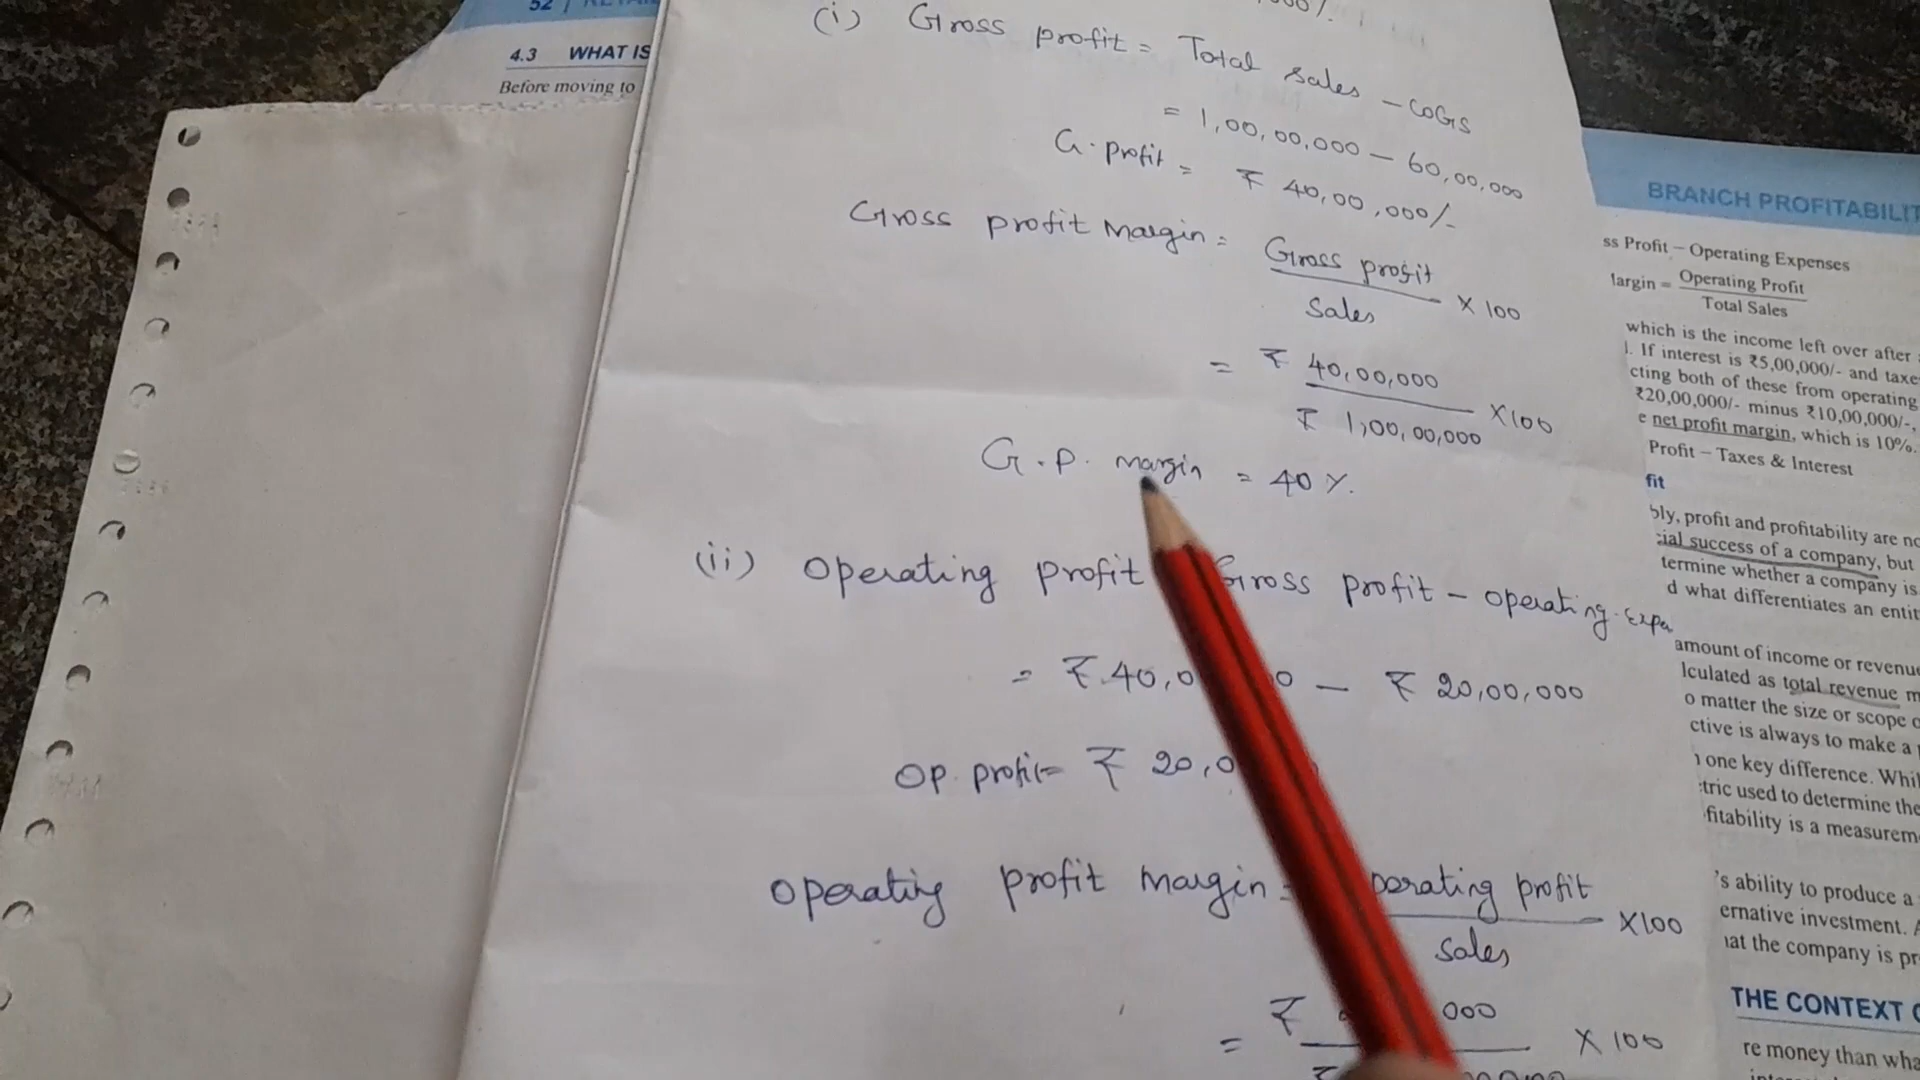 52 |
4.3 WHAT IS
Before moving to
(i) Gross profit = Total sales - COGS
= 1,00,00,000 - 60,00,000
G. profit = ₹ 40,00,000/-
Gross profit Margin = Gross profit
Sales
X 100
= ₹ 40,00,000
₹ 1,00,00,000
X 100
G.P. margin = 40 %.
(ii) Operating profit Gross profit - operating.
= ₹ 40,0 0 - ₹ 20,00,000
Op. profit = ₹ 20,0
Operating profit Margin = perating profit
Sales
X100
= ₹ 000
₹
X 100
BRANCH PROFITABILIT
ss Profit – Operating Expenses
largin = Operating Profit
Total Sales
which is the income left over after
l. If interest is ₹5,00,000/- and taxe
cting both of these from operating
₹20,00,000/- minus ₹10,00,000/-,
e net profit margin, which is 10%.
Profit – Taxes & Interest
fit
bly, profit and profitability are no
cial success of a company, but
termine whether a company is
d what differentiates an entit
amount of income or revenue
lculated as total revenue m
o matter the size or scope o
ctive is always to make a
one key difference. Whil
tric used to determine the
fitability is a measurem
's ability to produce a
ernative investment. A
nat the company is pr
THE CONTEXT
re money than wha